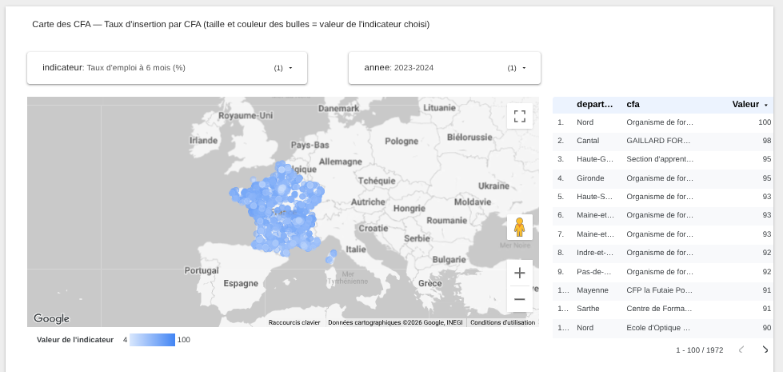 Carte des CFA — Taux d'insertion par CFA (taille et couleur des bulles = valeur de l'indicateur choisi)
indicateur: Taux d'emploi à 6 mois (%) (1)
annee: 2023-2024 (1)
Royaume-Uni
Danemark
Lituanie
Irlande
Pays-Bas
Pologne
Biélorussie
Allemagne
Tchéquie
Ukraine
Autriche
Moldavie
Hongrie
Roumanie
Croatie
Serbie
Mer Noire
Italie
Bulgarie
Portugal
Espagne
Mer
Tyrrhénienne
Grèce
Google
Raccourcis clavier Données cartographiques ©2026 Google, INEGI Conditions d'utilisation
Valeur de l'indicateur 4 100
depart... cfa Valeur
1. Nord Organisme de for... 100
2. Cantal GAILLARD FOR... 98
3. Haute-G... Section d'apprent... 95
4. Gironde Organisme de for... 95
5. Haute-S... Organisme de for... 93
6. Maine-et... Organisme de for... 93
7. Maine-et... Organisme de for... 93
8. Indre-et-... Organisme de for... 92
9. Pas-de-... Organisme de for... 92
1... Mayenne CFP la Futaie Po... 91
1... Sarthe Centre de Forma... 91
1... Nord Ecole d'Optique ... 90
1 - 100 / 1972